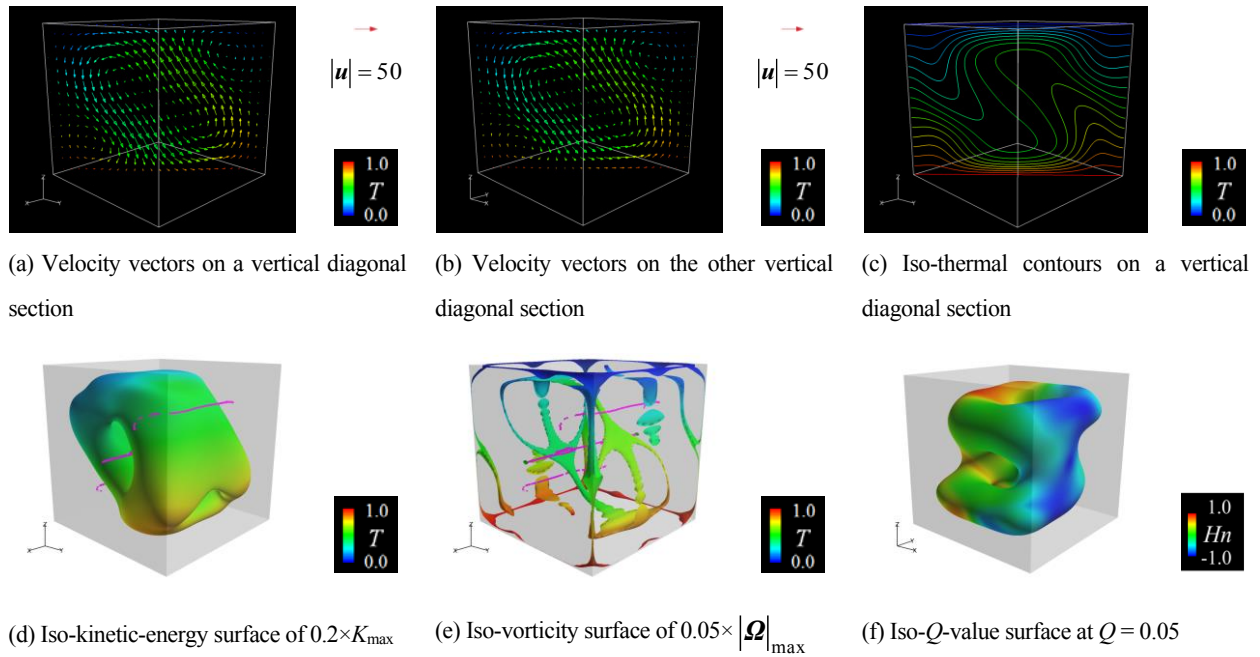 |u| = 50
1.0
T
0.0
|u| = 50
1.0
T
0.0
1.0
T
0.0
z
x
y
z
x
y
z
x
y
(a) Velocity vectors on a vertical diagonal
section
(b) Velocity vectors on the other vertical
diagonal section
(c) Iso-thermal contours on a vertical
diagonal section
1.0
T
0.0
1.0
T
0.0
1.0
Hn
-1.0
z
x
y
z
x
y
z
y
x
(d) Iso-kinetic-energy surface of 0.2×Kmax
(e) Iso-vorticity surface of 0.05× |Ω|max
(f) Iso-Q-value surface at Q = 0.05